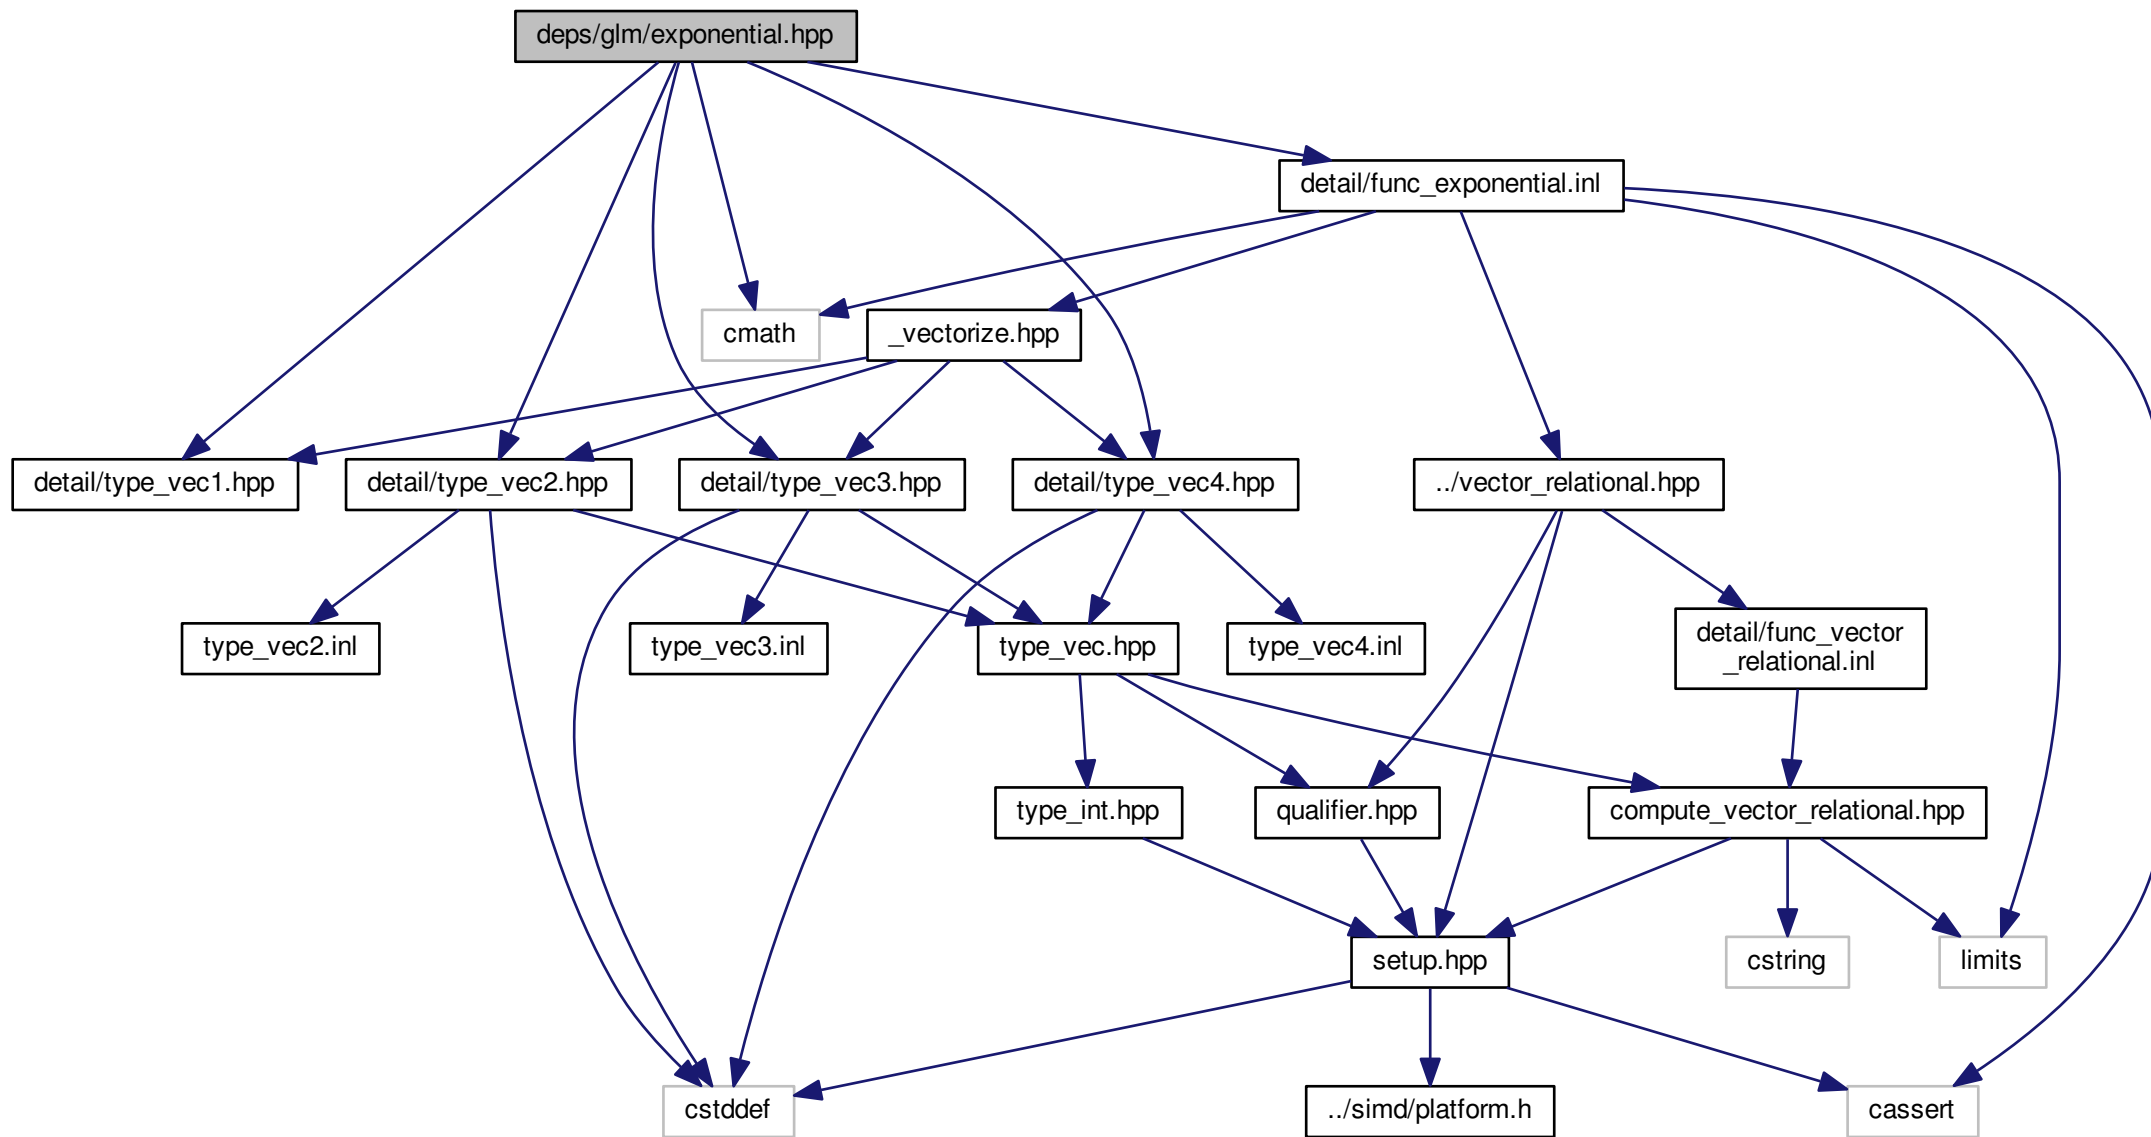 deps/glm/exponential.hpp
detail/func_exponential.inl
cmath
_vectorize.hpp
detail/type_vec1.hpp
detail/type_vec2.hpp
detail/type_vec3.hpp
detail/type_vec4.hpp
../vector_relational.hpp
type_vec2.inl
type_vec3.inl
type_vec.hpp
type_vec4.inl
detail/func_vector
_relational.inl
type_int.hpp
qualifier.hpp
compute_vector_relational.hpp
setup.hpp
cstring
limits
cstddef
../simd/platform.h
cassert